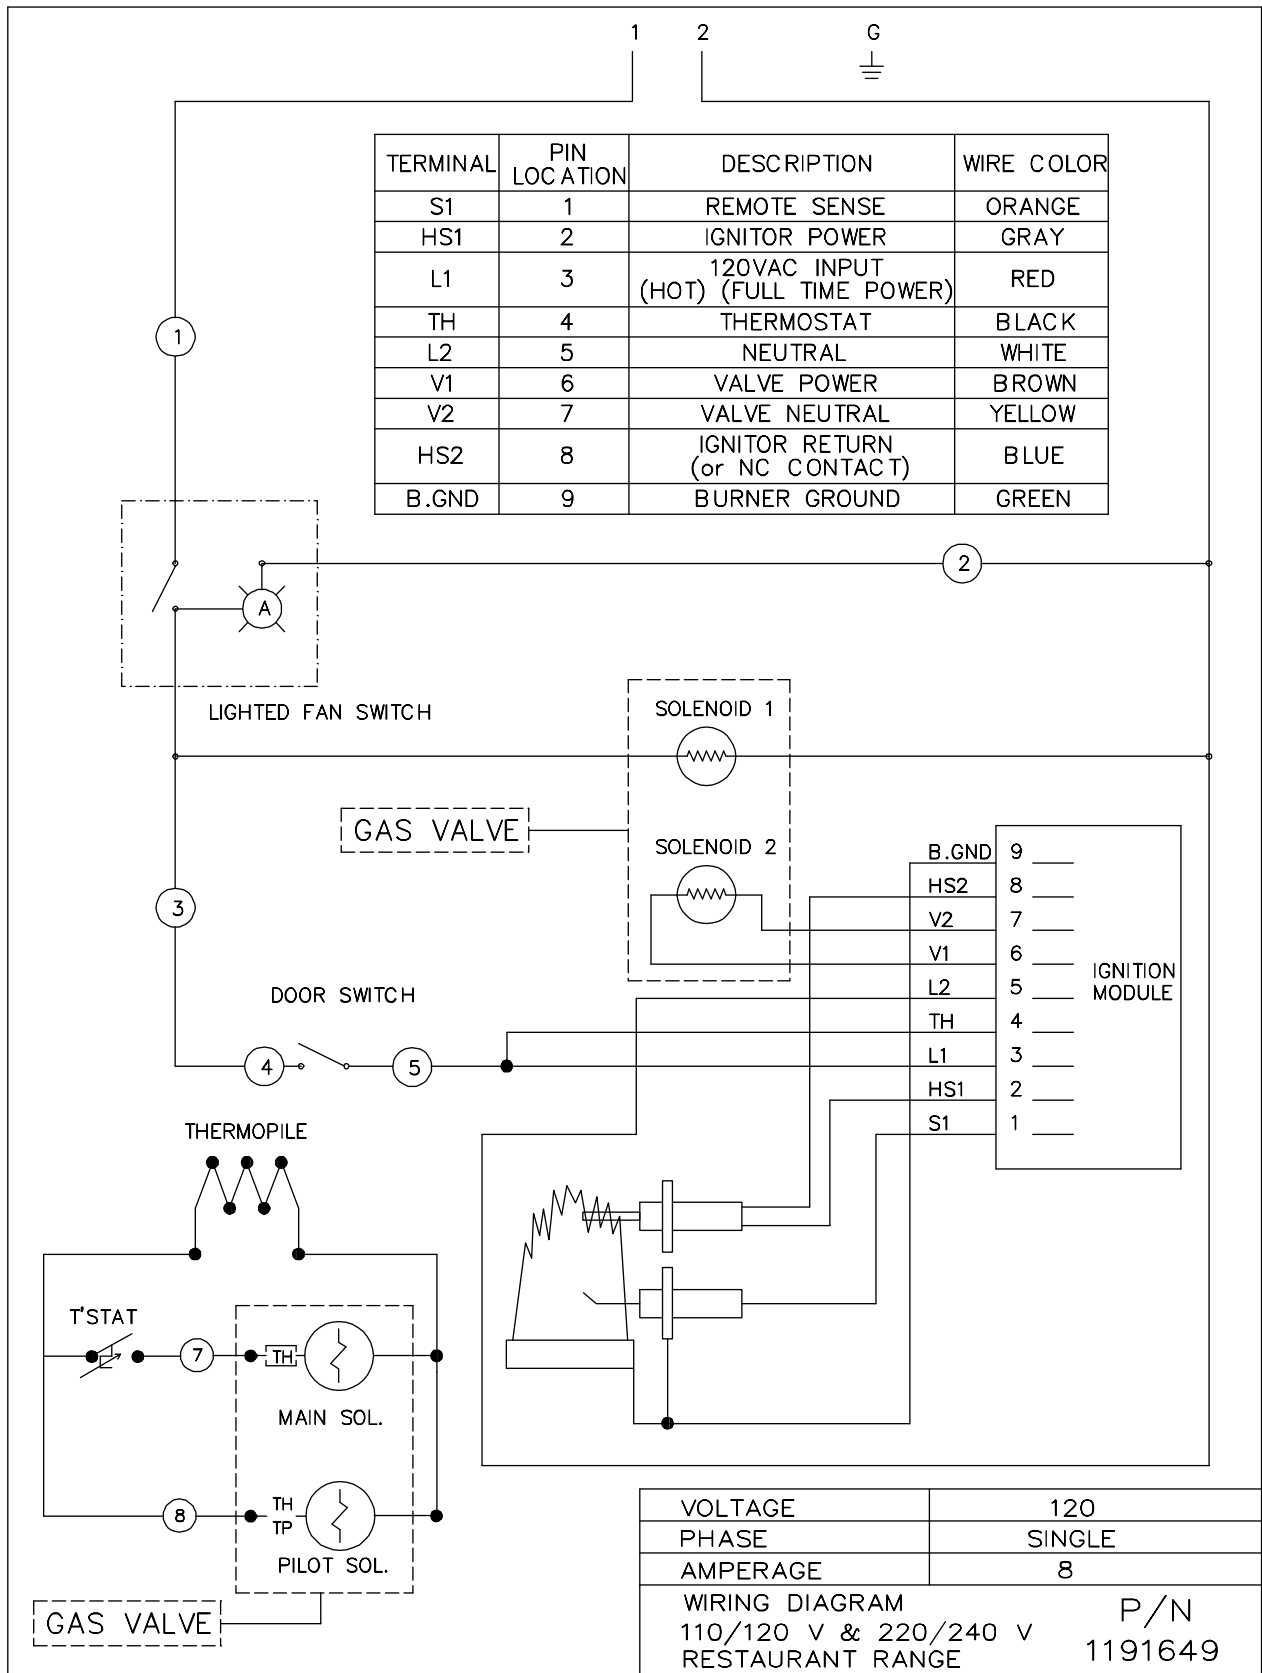 1 2 G
TERMINAL PIN LOCATION DESCRIPTION WIRE COLOR
S1 1 REMOTE SENSE ORANGE
HS1 2 IGNITOR POWER GRAY
L1 3 120VAC INPUT (HOT) (FULL TIME POWER) RED
TH 4 THERMOSTAT BLACK
L2 5 NEUTRAL WHITE
V1 6 VALVE POWER BROWN
V2 7 VALVE NEUTRAL YELLOW
HS2 8 IGNITOR RETURN (or NC CONTACT) BLUE
B.GND 9 BURNER GROUND GREEN
1
2
A
LIGHTED FAN SWITCH
SOLENOID 1
GAS VALVE
SOLENOID 2
3
B.GND 9
HS2 8
V2 7
V1 6
L2 5
TH 4
L1 3
HS1 2
S1 1
IGNITION
MODULE
DOOR SWITCH
4
5
THERMOPILE
T'STAT
7
TH
MAIN SOL.
8
TH
TP
PILOT SOL.
GAS VALVE
VOLTAGE 120
PHASE SINGLE
AMPERAGE 8
WIRING DIAGRAM
110/120 V & 220/240 V
RESTAURANT RANGE
P/N
1191649